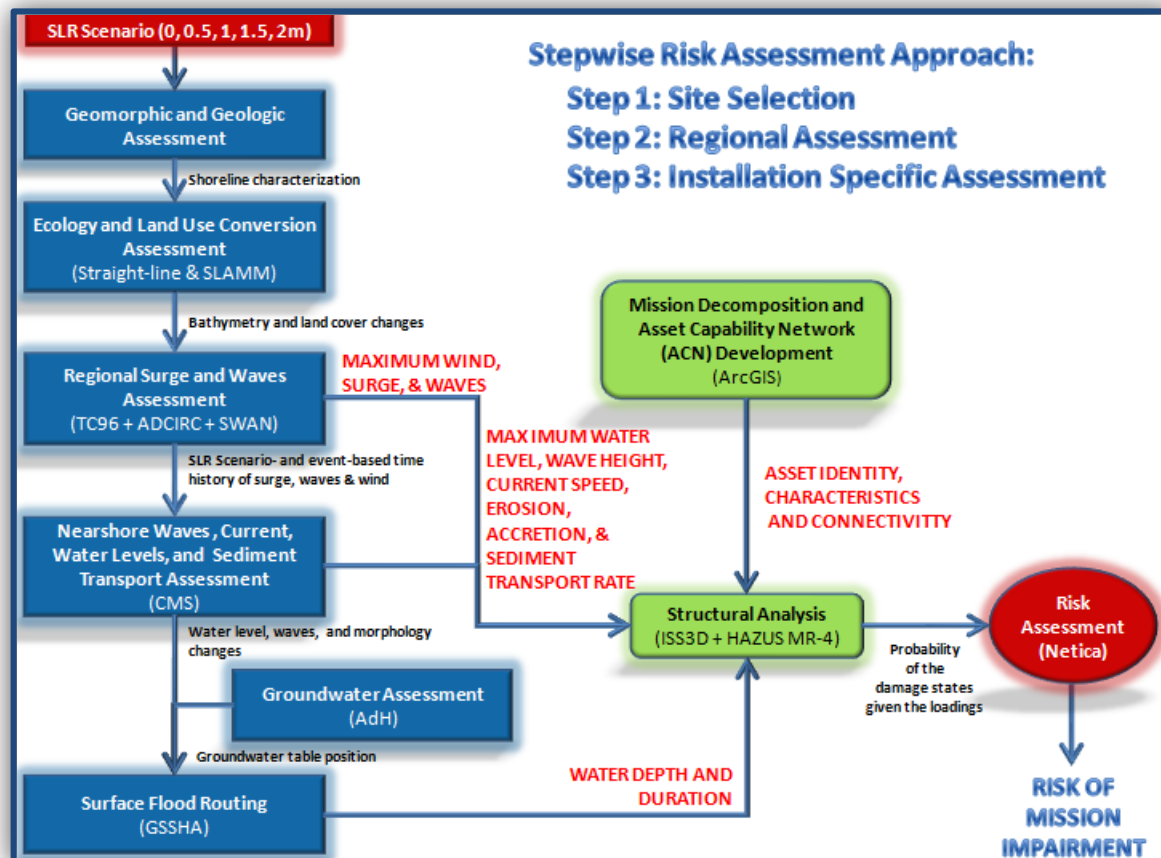 SLR Scenario (0, 0.5, 1, 1.5, 2m)
Stepwise Risk Assessment Approach:
Step 1: Site Selection
Step 2: Regional Assessment
Step 3: Installation Specific Assessment
Geomorphic and Geologic
Assessment
Shoreline characterization
Ecology and Land Use Conversion
Assessment
(Straight-line & SLAMM)
Bathymetry and land cover changes
Regional Surge and Waves
Assessment
(TC96 + ADCIRC + SWAN)
MAXIMUM WIND,
SURGE, & WAVES
SLR Scenario- and event-based time
history of surge, waves & wind
Nearshore Waves, Current,
Water Levels, and Sediment
Transport Assessment
(CMS)
MAXIMUM WATER
LEVEL, WAVE HEIGHT,
CURRENT SPEED,
EROSION,
ACCRETION, &
SEDIMENT
TRANSPORT RATE
Water level, waves, and morphology
changes
Groundwater Assessment
(AdH)
Groundwater table position
Surface Flood Routing
(GSSHA)
WATER DEPTH AND
DURATION
Mission Decomposition and
Asset Capability Network
(ACN) Development
(ArcGIS)
ASSET IDENTITY,
CHARACTERISTICS
AND CONNECTIVITTY
Structural Analysis
(ISS3D + HAZUS MR-4)
Probability
of the
damage states
given the loadings
Risk
Assessment
(Netica)
RISK OF
MISSION
IMPAIRMENT